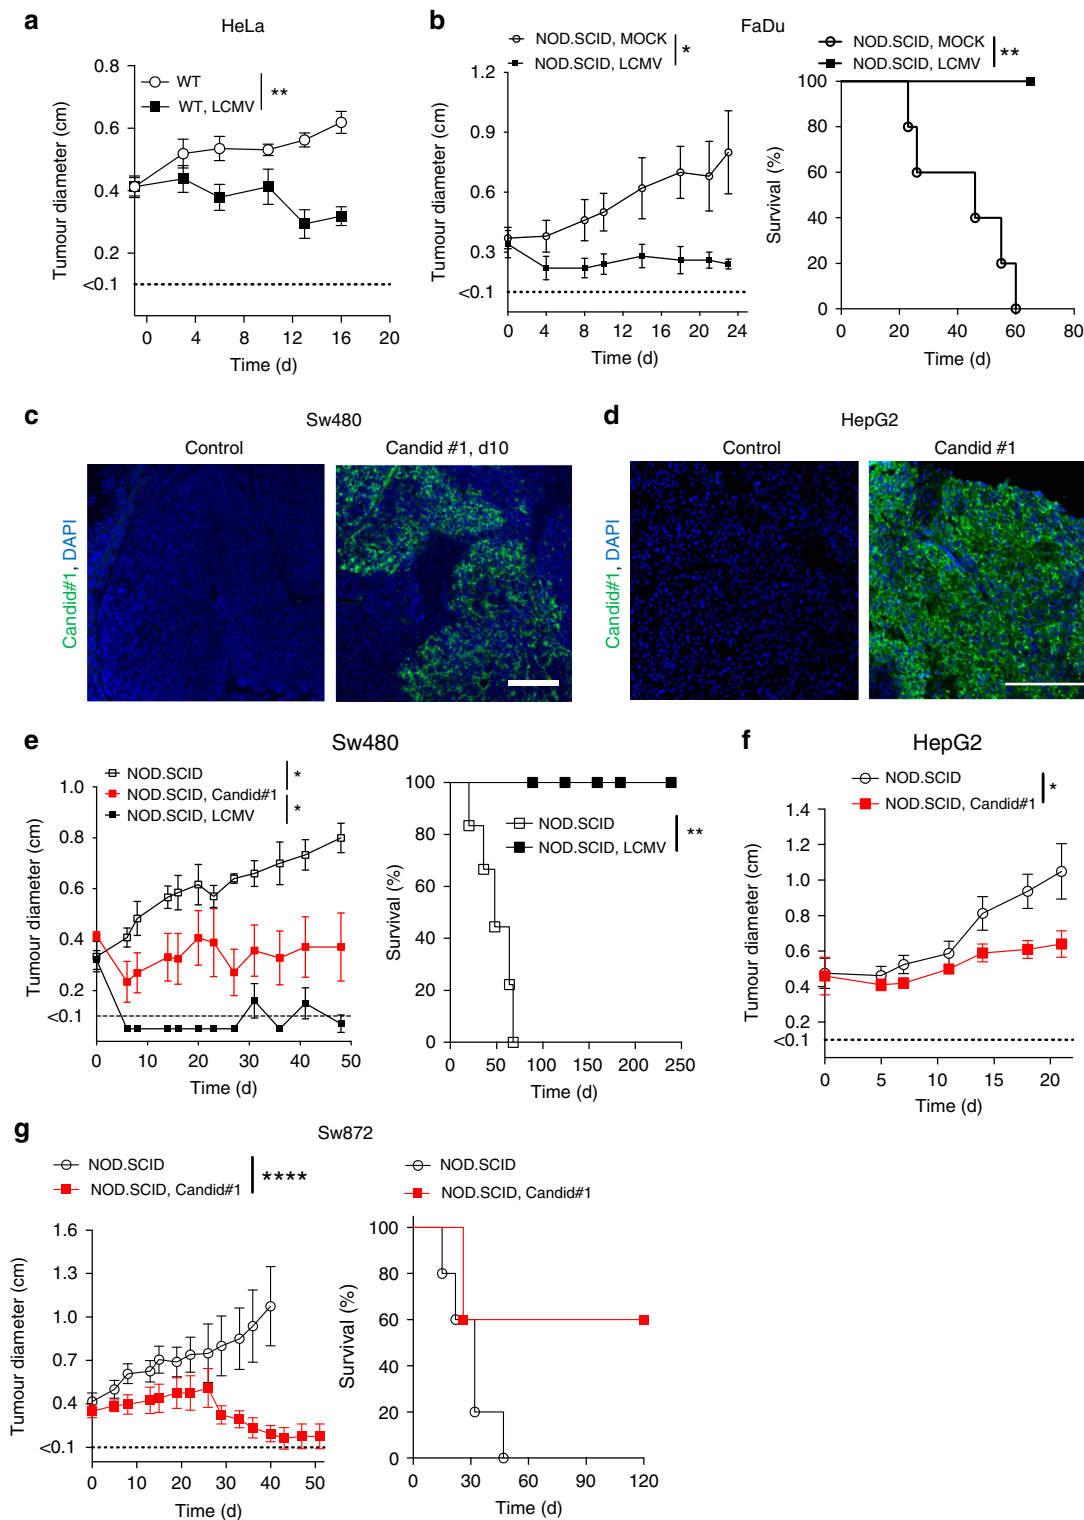 a
HeLa
WT
WT, LCMV
**
Tumour diameter (cm)
0.8
0.6
0.4
0.2
<0.1
0 4 8 12 16 20
Time (d)
b
FaDu
NOD.SCID, MOCK
NOD.SCID, LCMV
*
Tumour diameter (cm)
1.2
0.9
0.6
0.3
<0.1
0 4 8 12 16 20 24
Time (d)
NOD.SCID, MOCK
NOD.SCID, LCMV
**
Survival (%)
100
80
60
40
20
0
0 20 40 60 80
Time (d)
c
Sw480
Control
Candid #1, d10
Candid#1, DAPI
d
HepG2
Control
Candid #1
Candid#1, DAPI
e
Sw480
NOD.SCID
NOD.SCID, Candid#1
NOD.SCID, LCMV
*
*
Tumour diameter (cm)
1.0
0.8
0.6
0.4
0.2
<0.1
0 10 20 30 40 50
Time (d)
NOD.SCID
NOD.SCID, LCMV
**
Survival (%)
100
80
60
40
20
0
0 50 100 150 200 250
Time (d)
f
HepG2
NOD.SCID
NOD.SCID, Candid#1
*
Tumour diameter (cm)
1.4
1.2
1.0
0.8
0.6
0.4
0.2
<0.1
0 5 10 15 20
Time (d)
g
Sw872
NOD.SCID
NOD.SCID, Candid#1
****
Tumour diameter (cm)
1.6
1.3
1.0
0.7
0.4
<0.1
0 10 20 30 40 50
Time (d)
NOD.SCID
NOD.SCID, Candid#1
Survival (%)
100
80
60
40
20
0
0 30 60 90 120
Time (d)